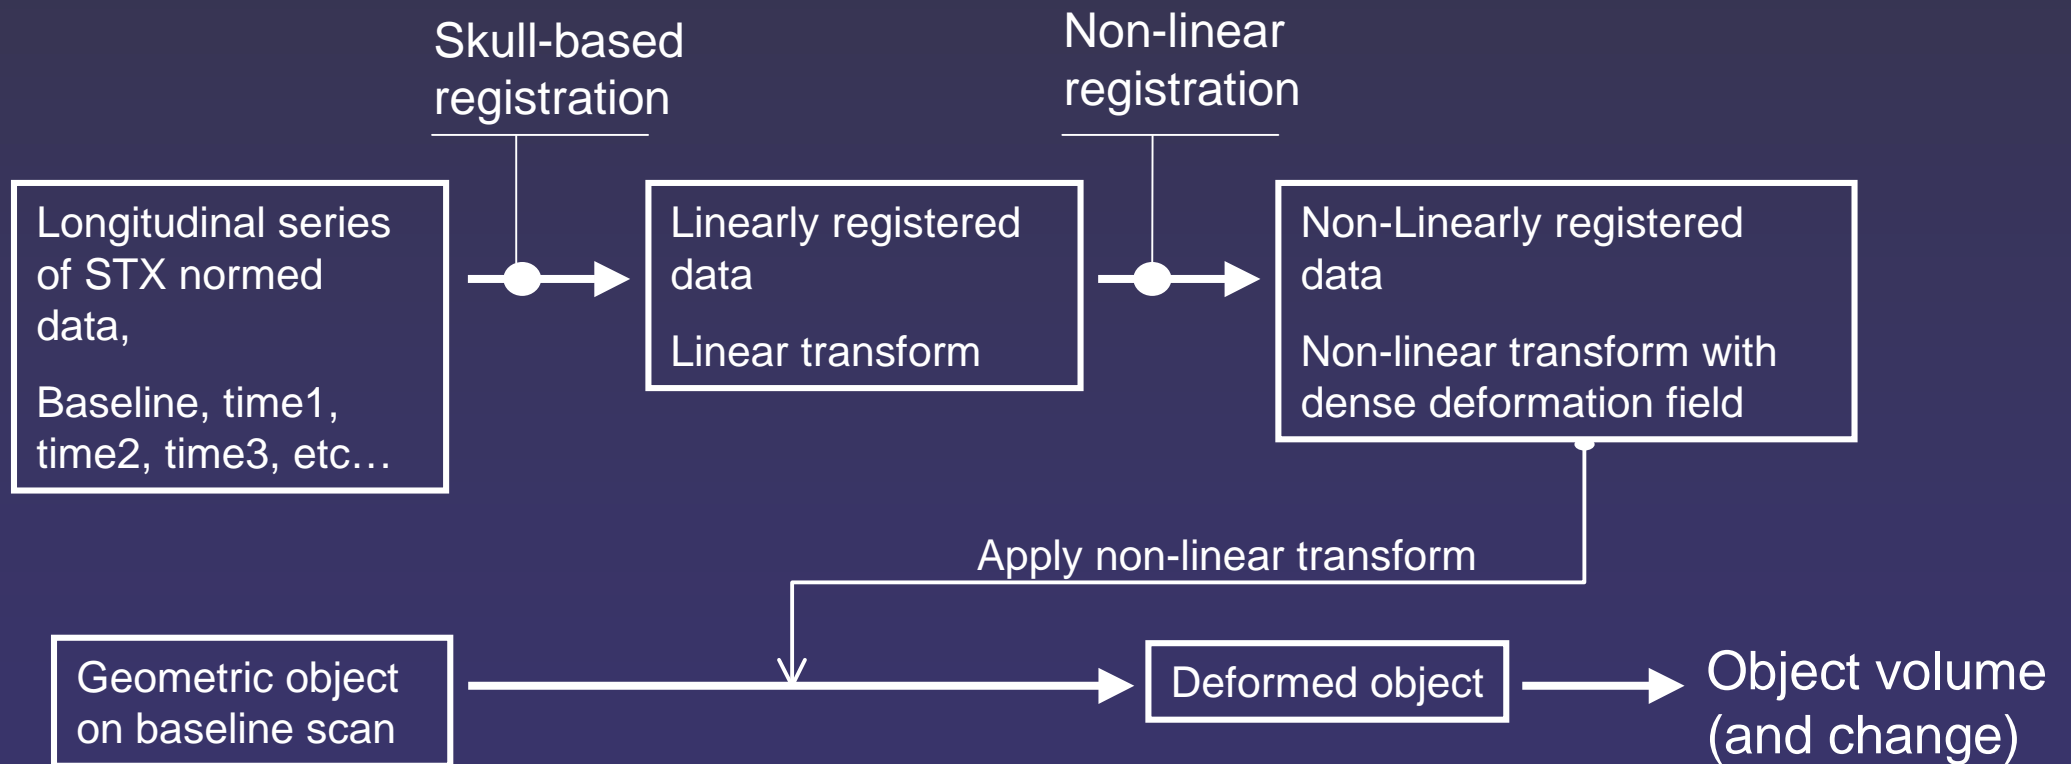 Skull-based
registration
Non-linear
registration
Longitudinal series
of STX normed
data,
Baseline, time1,
time2, time3, etc…
Linearly registered
data
Linear transform
Non-Linearly registered
data
Non-linear transform with
dense deformation field
Apply non-linear transform
Geometric object
on baseline scan
Deformed object
Object volume
(and change)